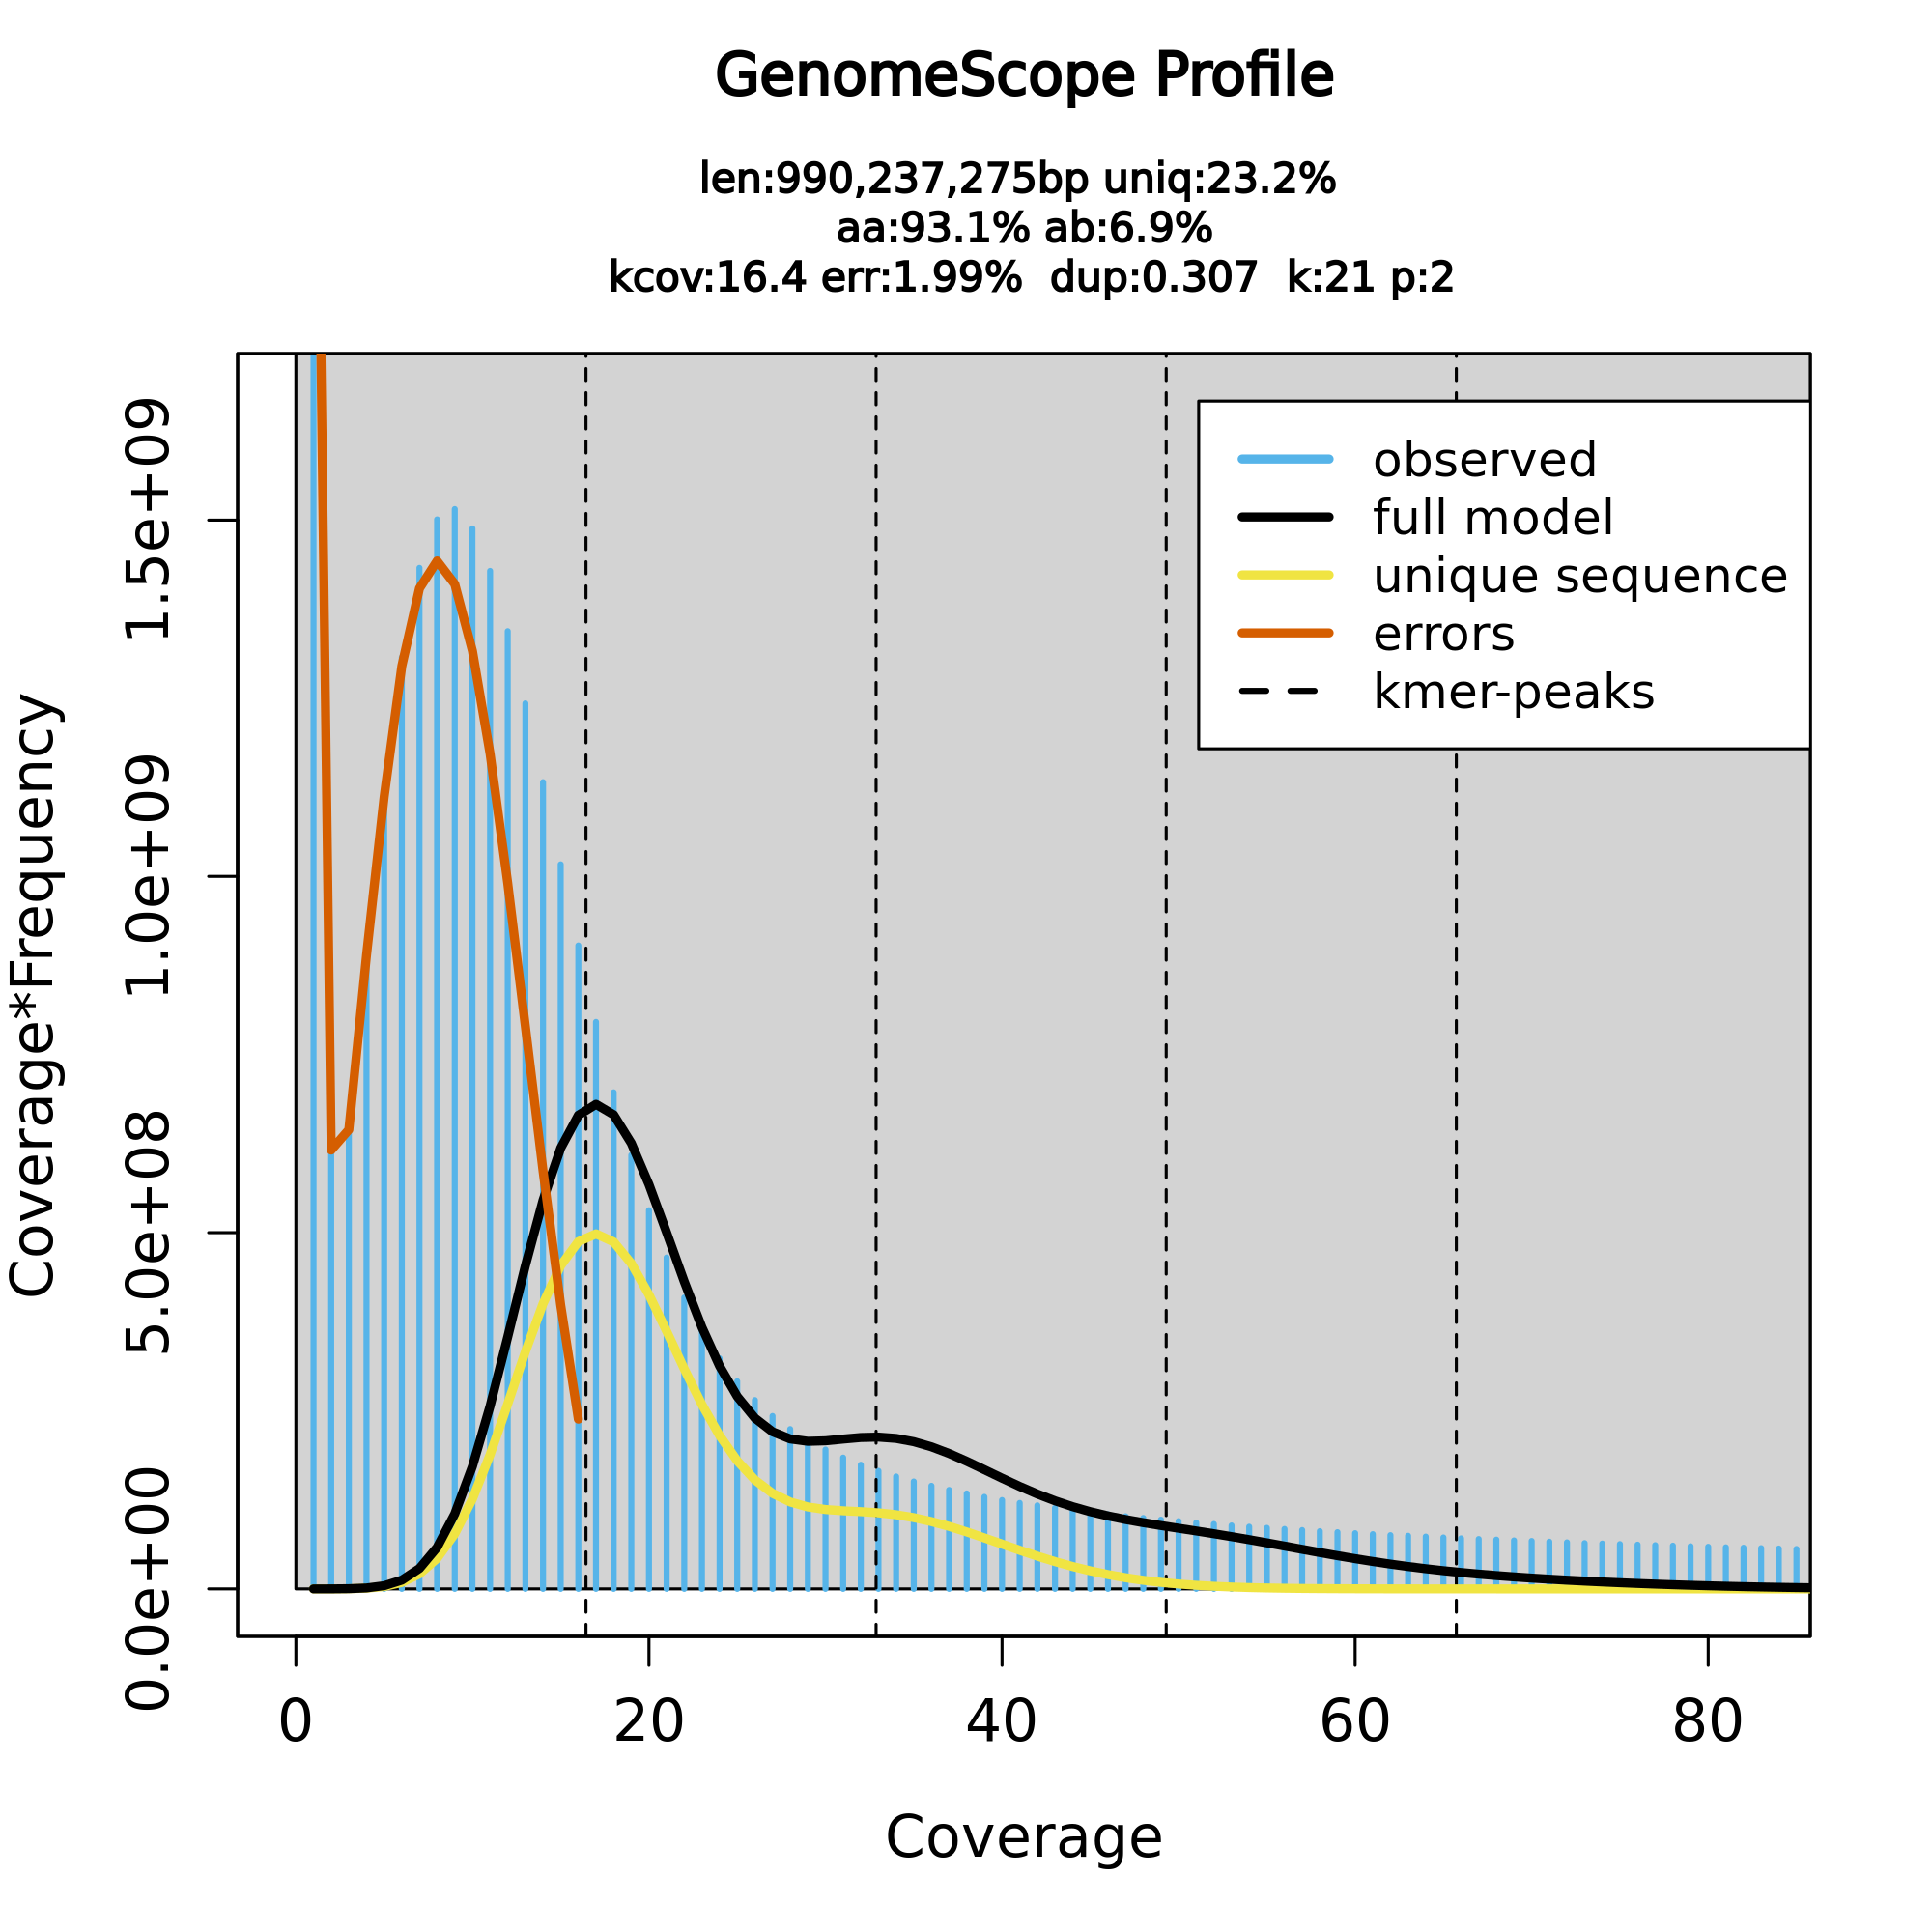 GenomeScope Profile
len:990,237,275bp uniq:23.2%
aa:93.1% ab:6.9%
kcov:16.4 err:1.99%  dup:0.307  k:21 p:2
observed
full model
unique sequence
errors
kmer-peaks
Coverage*Frequency
1.5e+09
1.0e+09
5.0e+08
0.0e+00
0 20 40 60 80
Coverage